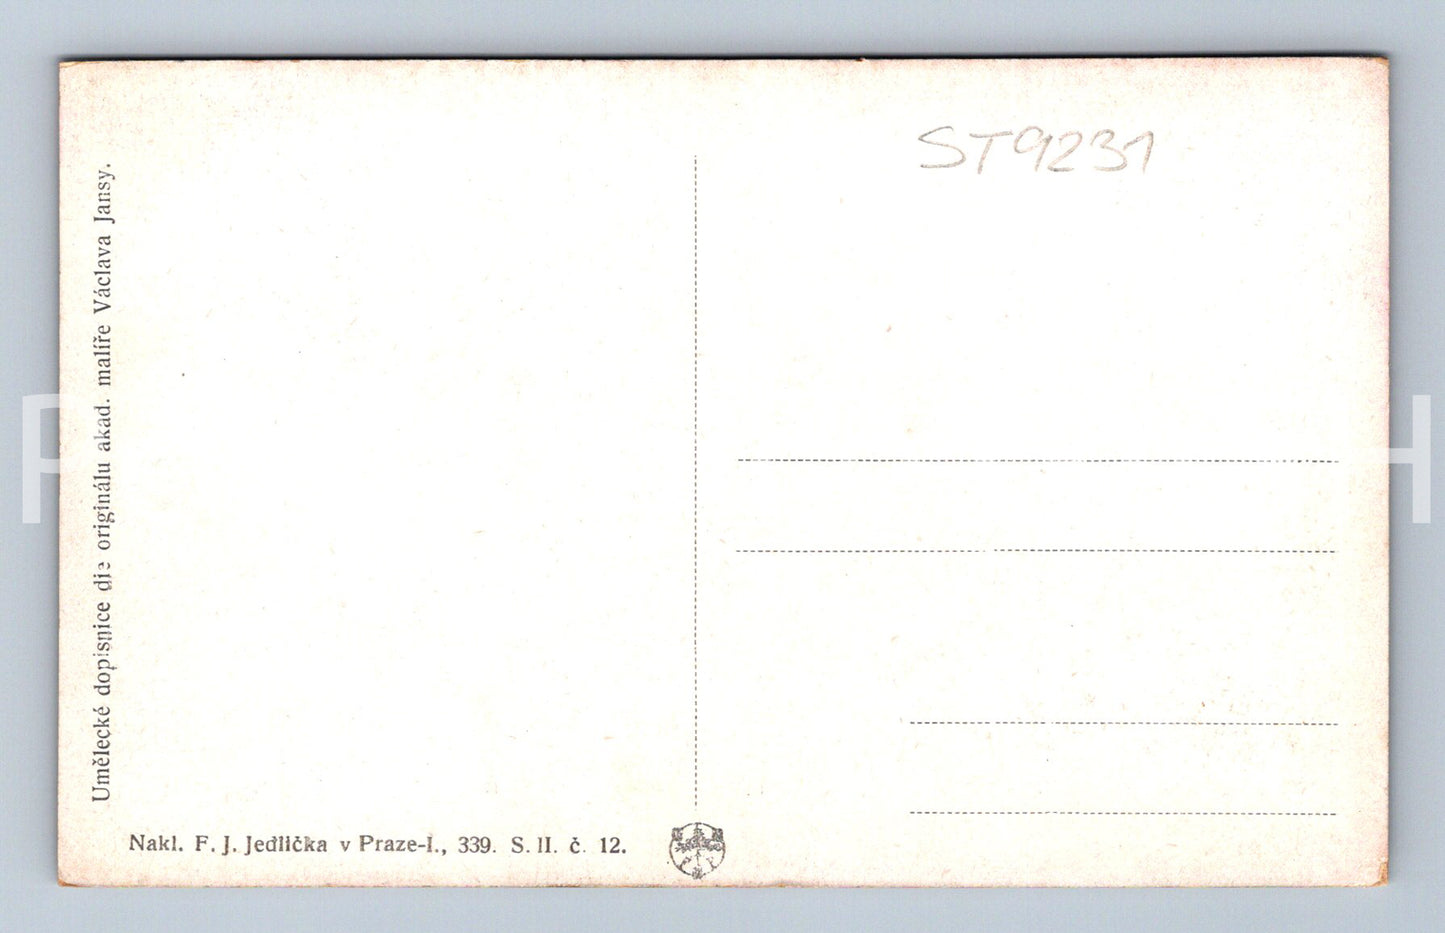 ST9231
Umělecké dopisnice dle originálu akad. malíře Václava Jansy.
Nakl. F. J. Jedlička v Praze-I., 339. S. II. č. 12.